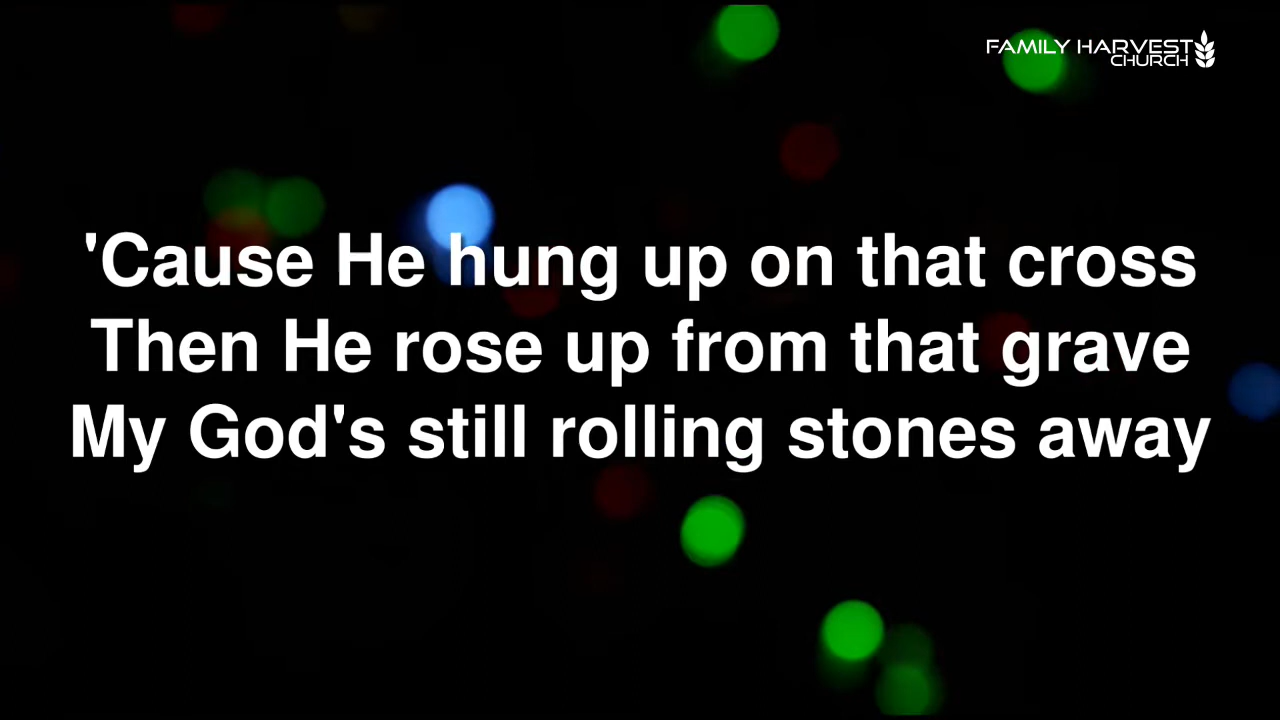 FAMILY HARVEST
CHURCH
'Cause He hung up on that cross
Then He rose up from that grave
My God's still rolling stones away